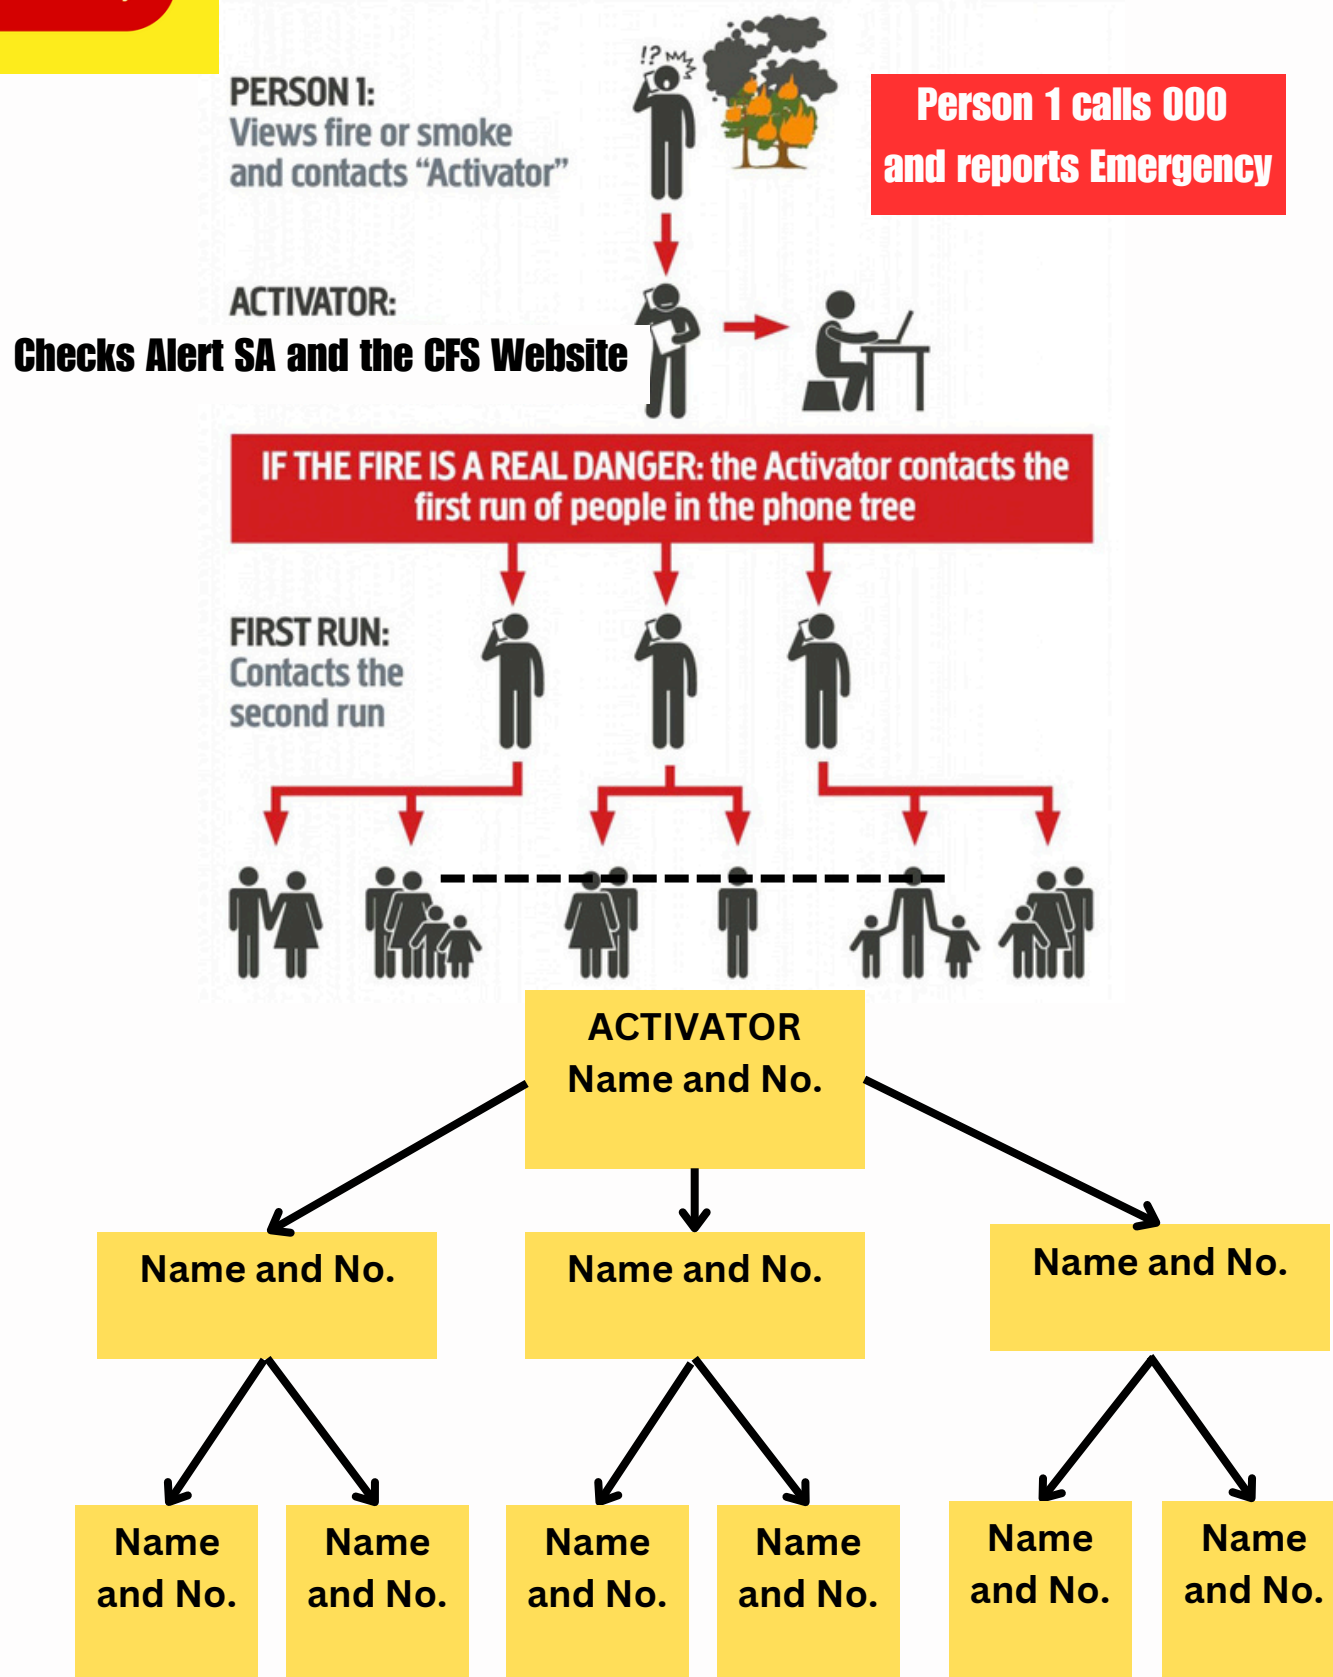 PERSON 1:
Views fire or smoke
and contacts “Activator”
!?
Person 1 calls 000
and reports Emergency
ACTIVATOR:
Checks Alert SA and the CFS Website
IF THE FIRE IS A REAL DANGER: the Activator contacts the
first run of people in the phone tree
FIRST RUN:
Contacts the
second run
ACTIVATOR
Name and No.
Name and No.
Name and No.
Name and No.
Name
and No.
Name
and No.
Name
and No.
Name
and No.
Name
and No.
Name
and No.